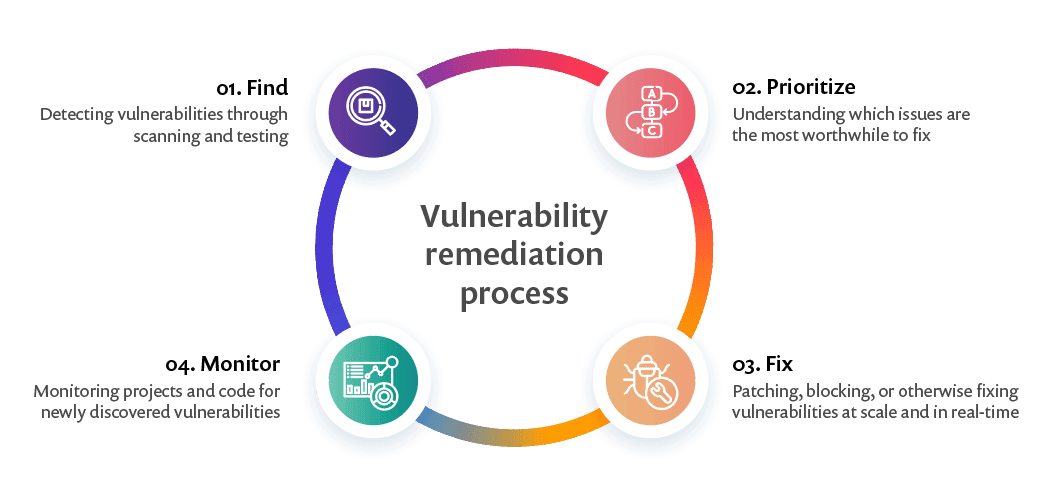 01. Find
Detecting vulnerabilities through
scanning and testing
02. Prioritize
Understanding which issues are
the most worthwhile to fix
A
B
C
Vulnerability
remediation
process
04. Monitor
Monitoring projects and code for
newly discovered vulnerabilities
03. Fix
Patching, blocking, or otherwise fixing
vulnerabilities at scale and in real-time